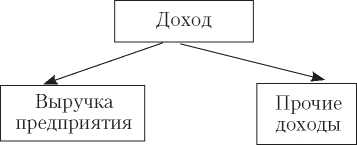 Доход
Выручка
предприятия
Прочие
доходы